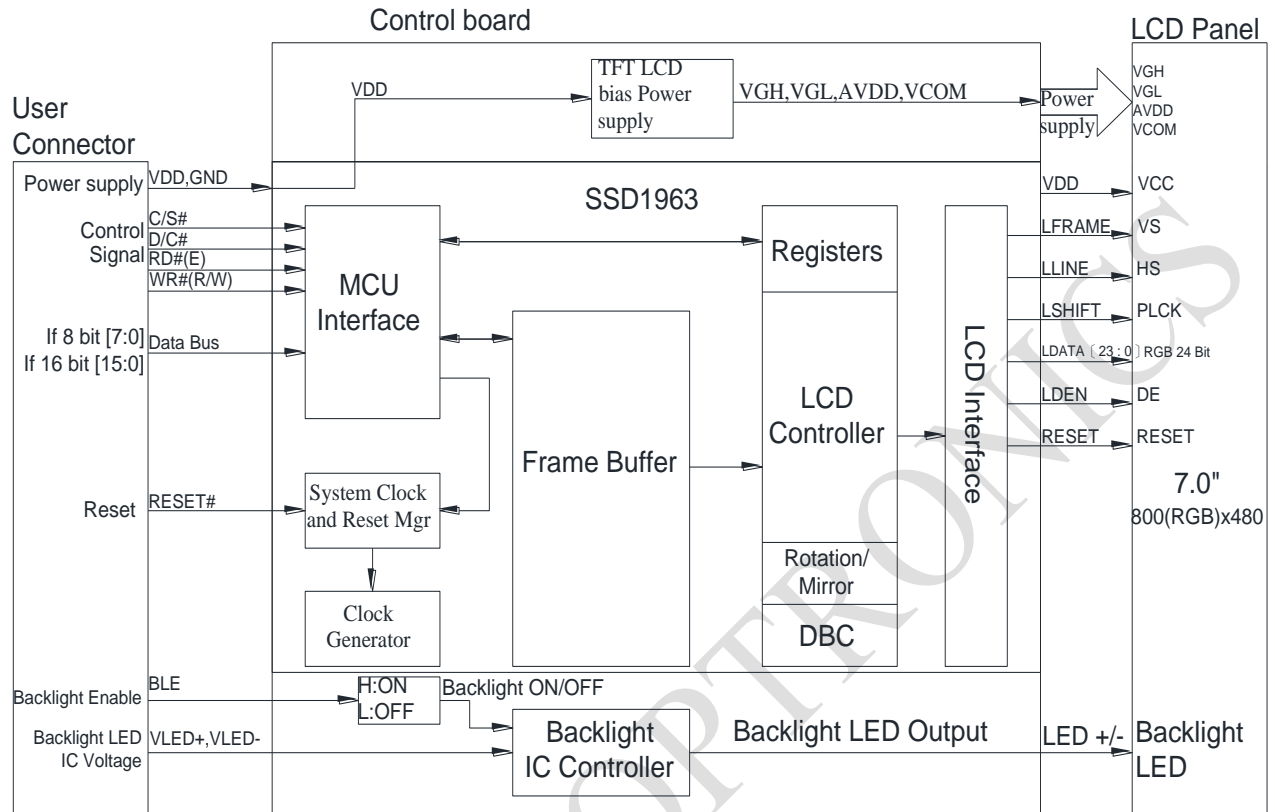 Control board
LCD Panel
User
Connector
VDD
TFT LCD
bias Power
supply
VGH,VGL,AVDD,VCOM
Power
supply
VGH
VGL
AVDD
VCOM
Power supply
VDD,GND
Control
Signal
C/S#
D/C#
RD#(E)
WR#(R/W)
If 8 bit [7:0]
If 16 bit [15:0]
Data Bus
Reset
RESET#
SSD1963
MCU
Interface
System Clock
and Reset Mgr
Clock
Generator
Frame Buffer
Registers
LCD
Controller
Rotation/
Mirror
DBC
LCD Interface
VDD
VCC
LFRAME
VS
LLINE
HS
LSHIFT
PLCK
LDATA〔23:0〕RGB 24 Bit
LDEN
DE
RESET
RESET
7.0"
800(RGB)x480
Backlight Enable
BLE
H:ON
L:OFF
Backlight ON/OFF
Backlight LED
IC Voltage
VLED+,VLED-
Backlight
IC Controller
Backlight LED Output
LED +/-
Backlight
LED
OPTRONICS